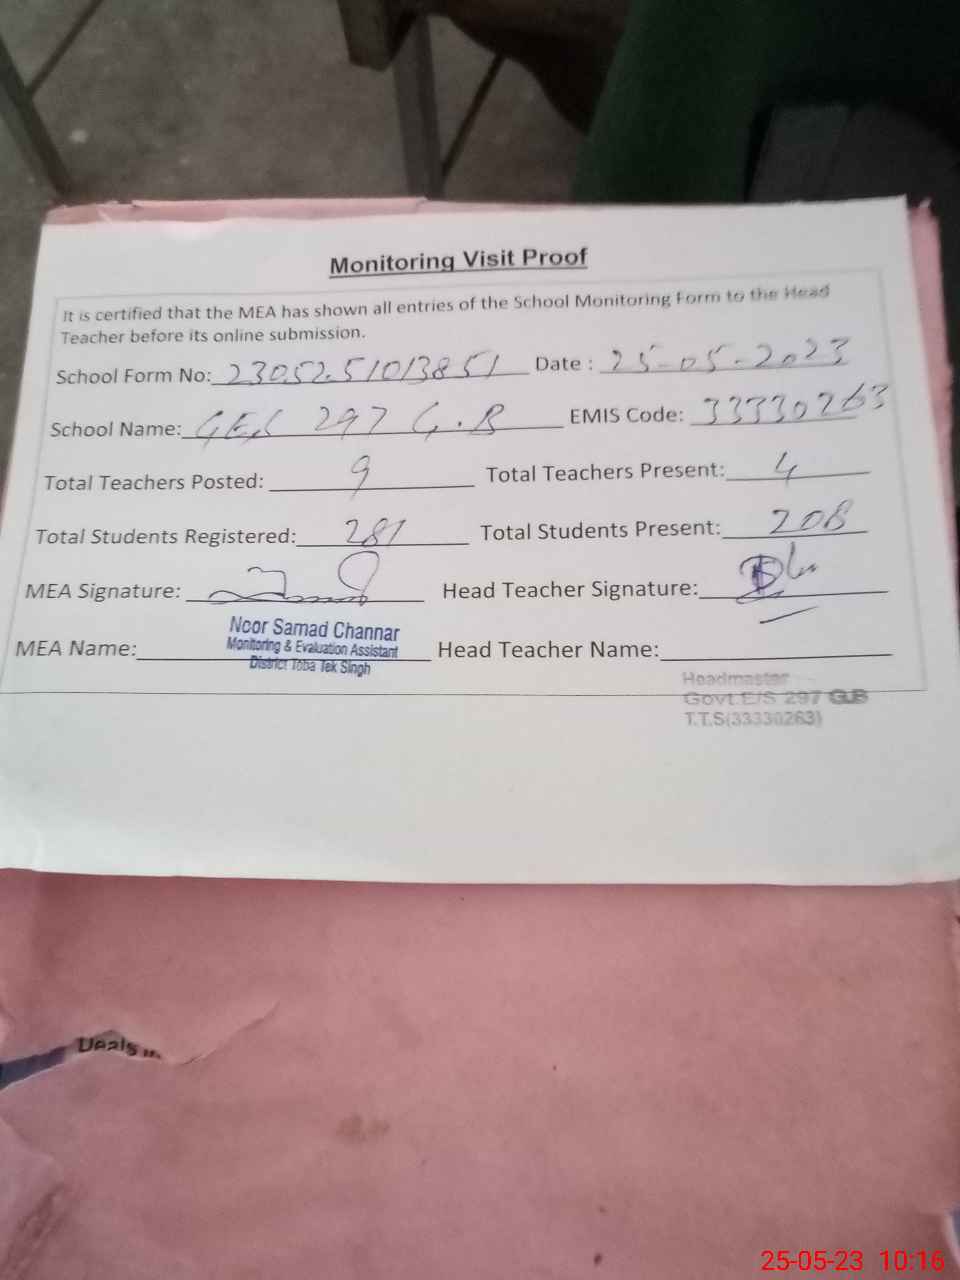 Monitoring Visit Proof
It is certified that the MEA has shown all entries of the School Monitoring Form to the Head
Teacher before its online submission.
School Form No: 2305251013851 Date : 25-05-2023
School Name: GES 297 G.B EMIS Code: 33330263
Total Teachers Posted: 9 Total Teachers Present: 4
Total Students Registered: 281 Total Students Present: 208
MEA Signature: Head Teacher Signature:
MEA Name: Head Teacher Name:
Noor Samad Channar
Monitoring & Evaluation Assistant
District Toba Tek Singh
Headmaster
Govt.E/S 297 GB
T.T.S(33330263)
Deals in
25-05-23 10:16